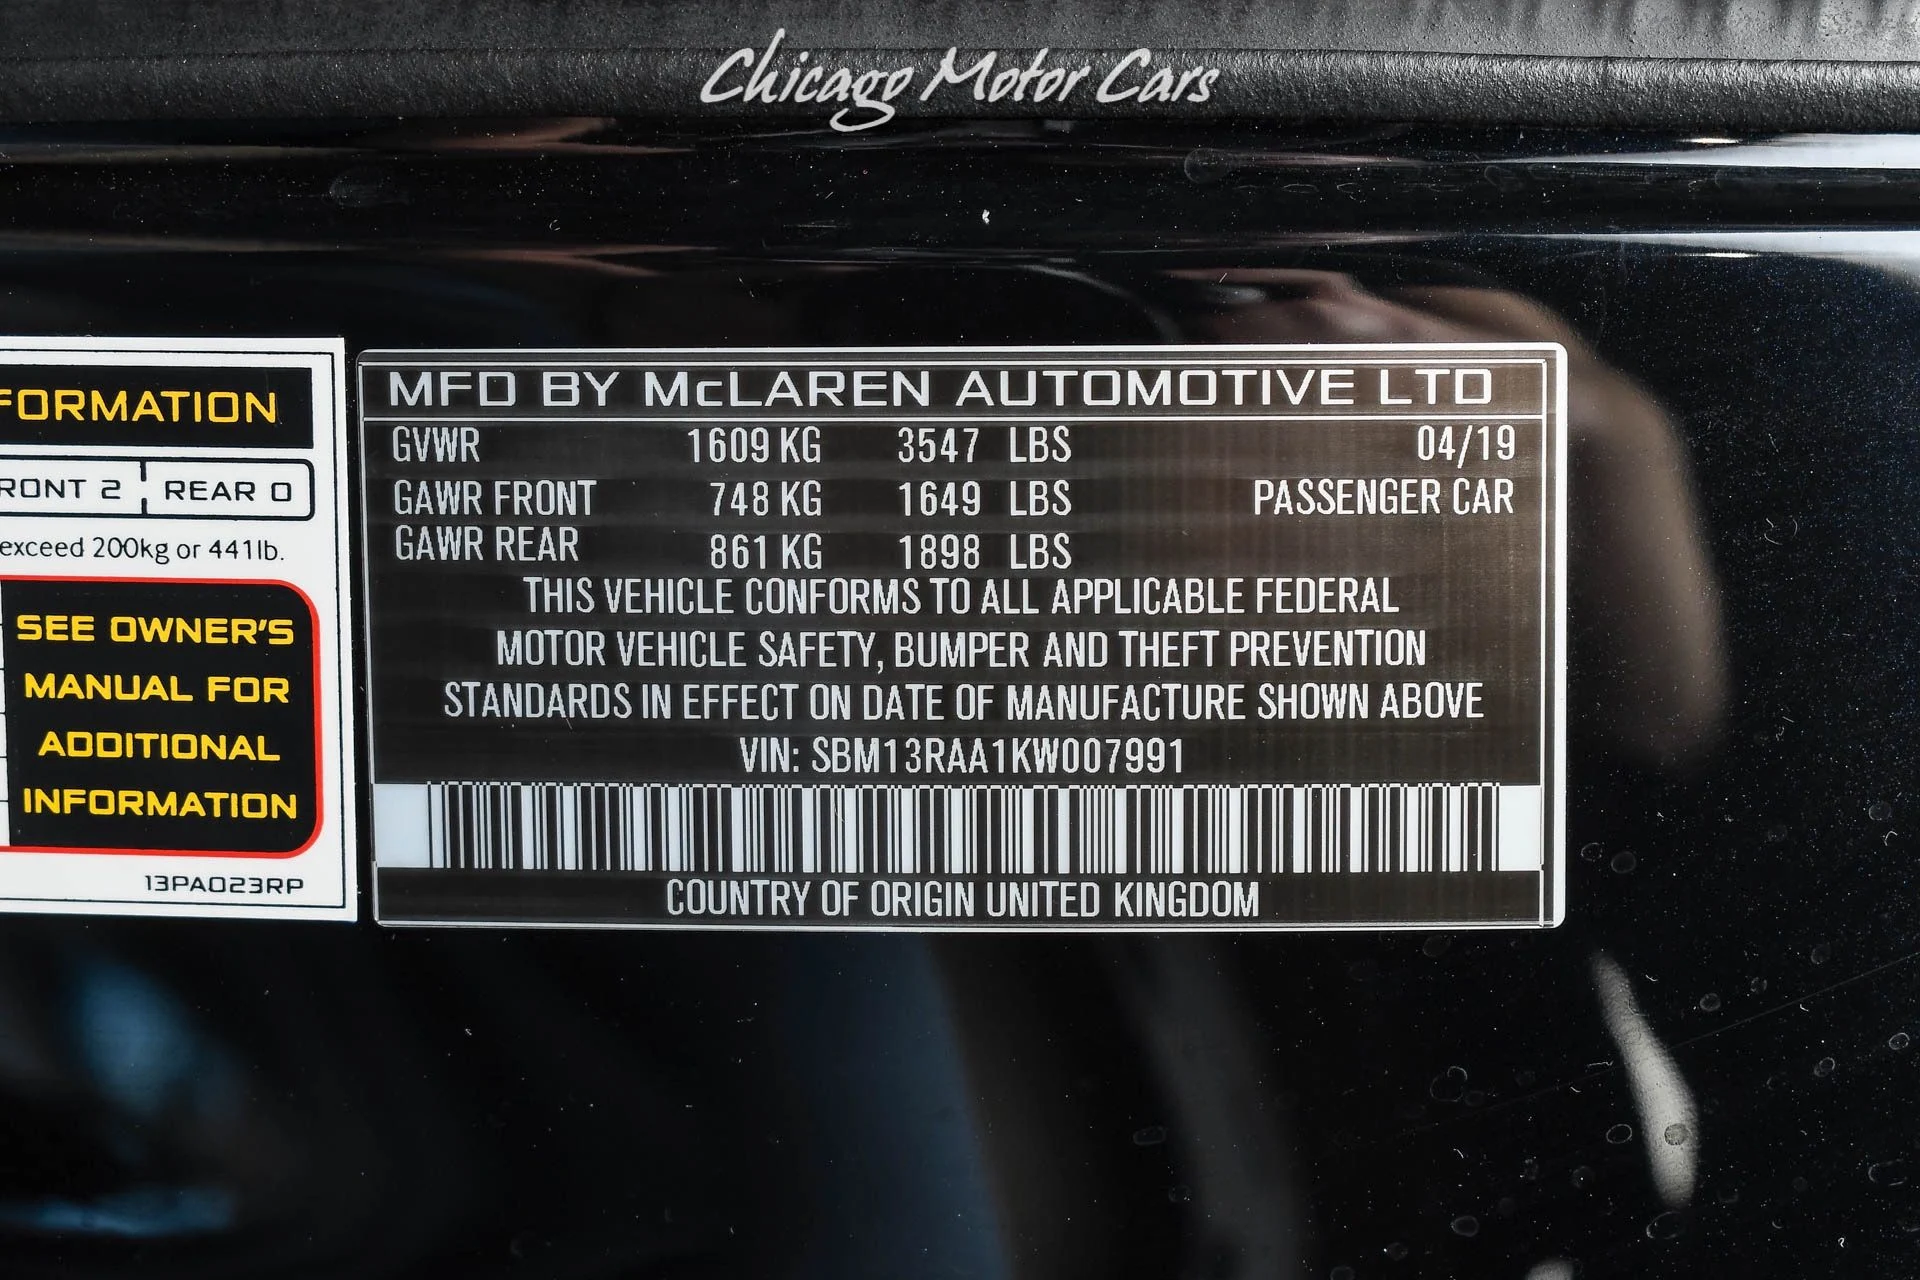 Chicago Motor Cars
FORMATION
RONT 2 REAR 0
exceed 200kg or 441lb.
SEE OWNER'S
MANUAL FOR
ADDITIONAL
INFORMATION
13PA023RP
MFD BY McLAREN AUTOMOTIVE LTD
GVWR 1609 KG 3547 LBS 04/19
GAWR FRONT 748 KG 1649 LBS PASSENGER CAR
GAWR REAR 861 KG 1898 LBS
THIS VEHICLE CONFORMS TO ALL APPLICABLE FEDERAL
MOTOR VEHICLE SAFETY, BUMPER AND THEFT PREVENTION
STANDARDS IN EFFECT ON DATE OF MANUFACTURE SHOWN ABOVE
VIN: SBM13RAA1KW007991
COUNTRY OF ORIGIN UNITED KINGDOM